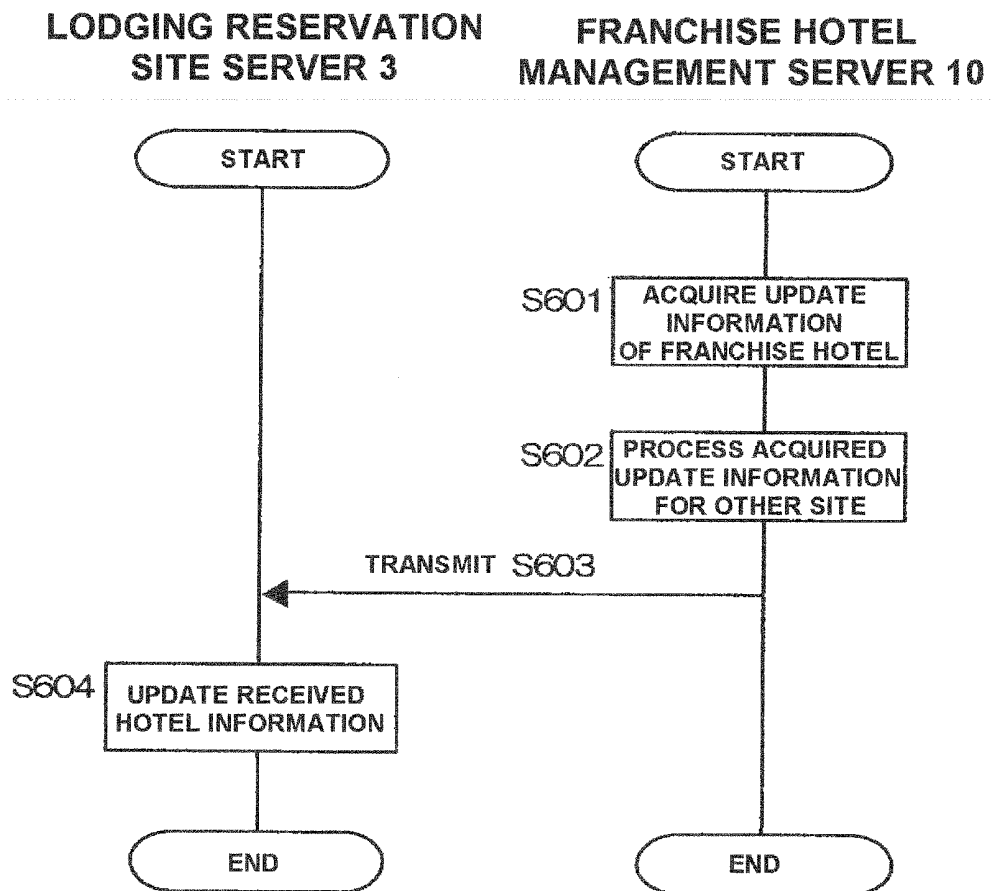 LODGING RESERVATION
SITE SERVER 3
FRANCHISE HOTEL
MANAGEMENT SERVER 10
START
START
S601
ACQUIRE UPDATE
INFORMATION
OF FRANCHISE HOTEL
S602
PROCESS ACQUIRED
UPDATE INFORMATION
FOR OTHER SITE
TRANSMIT S603
S604
UPDATE RECEIVED
HOTEL INFORMATION
END
END